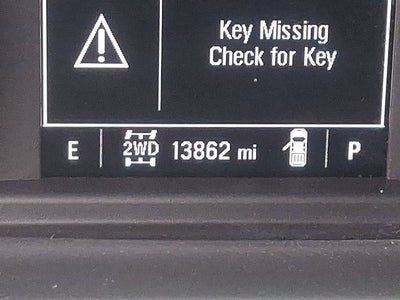 Key Missing
Check for Key
E 2WD 13862 mi P